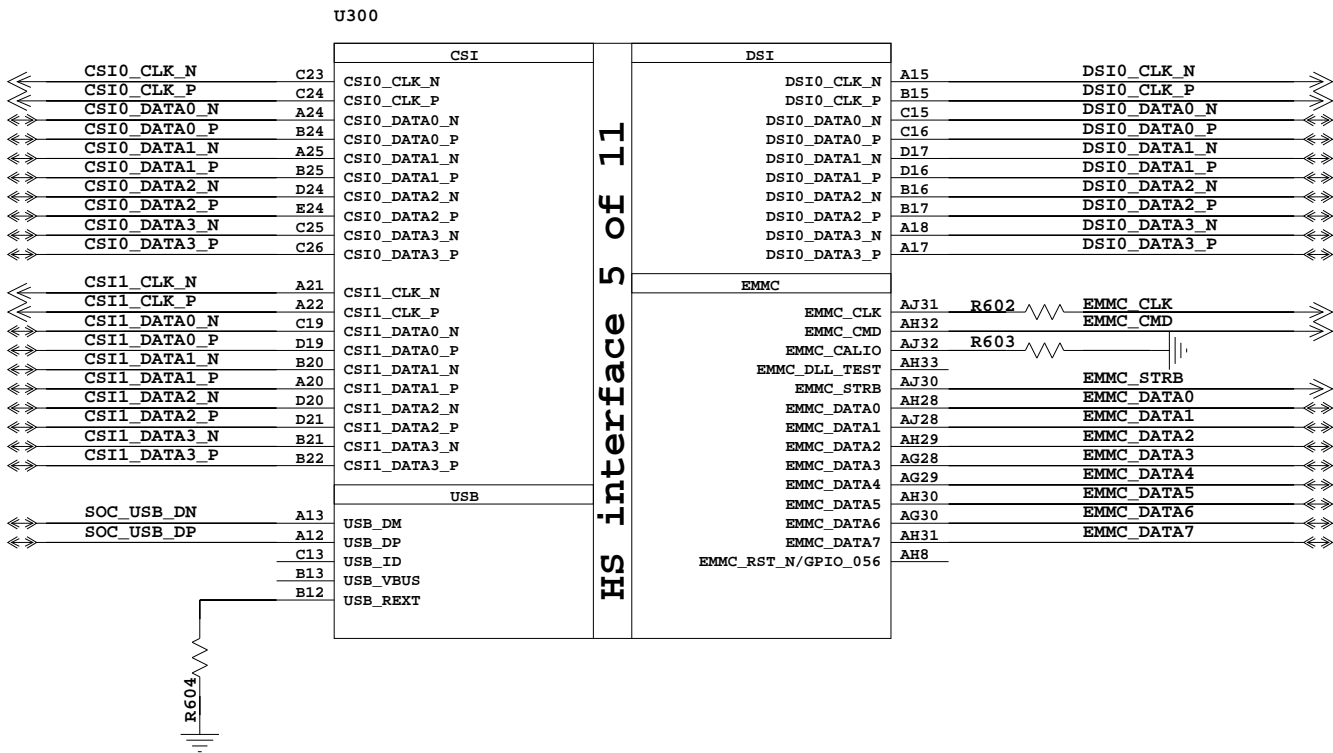 U300
CSI
CSI0_CLK_N C23 CSI0_CLK_N
CSI0_CLK_P C24 CSI0_CLK_P
CSI0_DATA0_N A24 CSI0_DATA0_N
CSI0_DATA0_P B24 CSI0_DATA0_P
CSI0_DATA1_N A25 CSI0_DATA1_N
CSI0_DATA1_P B25 CSI0_DATA1_P
CSI0_DATA2_N D24 CSI0_DATA2_N
CSI0_DATA2_P E24 CSI0_DATA2_P
CSI0_DATA3_N C25 CSI0_DATA3_N
CSI0_DATA3_P C26 CSI0_DATA3_P
CSI1_CLK_N A21 CSI1_CLK_N
CSI1_CLK_P A22 CSI1_CLK_P
CSI1_DATA0_N C19 CSI1_DATA0_N
CSI1_DATA0_P D19 CSI1_DATA0_P
CSI1_DATA1_N B20 CSI1_DATA1_N
CSI1_DATA1_P A20 CSI1_DATA1_P
CSI1_DATA2_N D20 CSI1_DATA2_N
CSI1_DATA2_P D21 CSI1_DATA2_P
CSI1_DATA3_N B21 CSI1_DATA3_N
CSI1_DATA3_P B22 CSI1_DATA3_P
USB
SOC_USB_DN A13 USB_DM
SOC_USB_DP A12 USB_DP
C13 USB_ID
B13 USB_VBUS
B12 USB_REXT
R604
HS interface 5 of 11
DSI
DSI0_CLK_N A15 DSI0_CLK_N
DSI0_CLK_P B15 DSI0_CLK_P
DSI0_DATA0_N C15 DSI0_DATA0_N
DSI0_DATA0_P C16 DSI0_DATA0_P
DSI0_DATA1_N D17 DSI0_DATA1_N
DSI0_DATA1_P D16 DSI0_DATA1_P
DSI0_DATA2_N B16 DSI0_DATA2_N
DSI0_DATA2_P B17 DSI0_DATA2_P
DSI0_DATA3_N A18 DSI0_DATA3_N
DSI0_DATA3_P A17 DSI0_DATA3_P
EMMC
EMMC_CLK AJ31 R602 EMMC_CLK
EMMC_CMD AH32 EMMC_CMD
EMMC_CALIO AJ32 R603
EMMC_DLL_TEST AH33
EMMC_STRB AJ30 EMMC_STRB
EMMC_DATA0 AH28 EMMC_DATA0
EMMC_DATA1 AJ28 EMMC_DATA1
EMMC_DATA2 AH29 EMMC_DATA2
EMMC_DATA3 AG28 EMMC_DATA3
EMMC_DATA4 AG29 EMMC_DATA4
EMMC_DATA5 AH30 EMMC_DATA5
EMMC_DATA6 AG30 EMMC_DATA6
EMMC_DATA7 AH31 EMMC_DATA7
EMMC_RST_N/GPIO_056 AH8